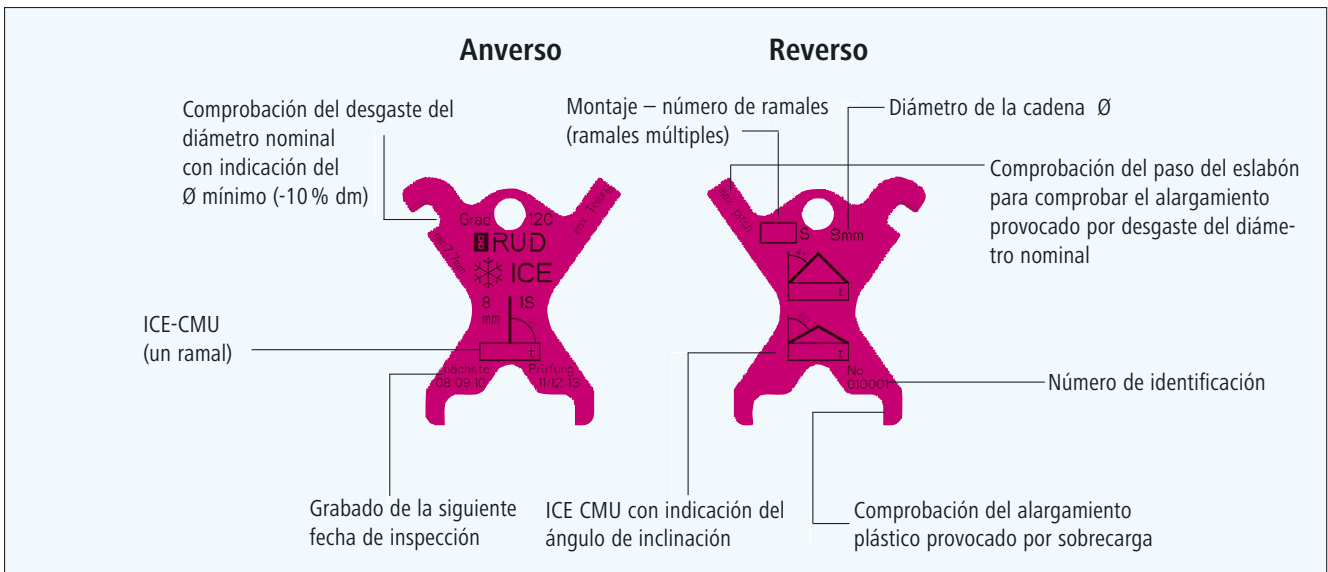 Anverso
Reverso
Comprobación del desgaste del
diámetro nominal
con indicación del
Ø mínimo (-10 % dm)
Montaje – número de ramales
(ramales múltiples)
Diámetro de la cadena Ø
Comprobación del paso del eslabón
para comprobar el alargamiento
provocado por desgaste del diáme-
tro nominal
Grad 120
RUD
ICE
8 1S
mm
t
nächste Prüfung
08 09 10 11 12 13
max pitch
S 8mm
t
t
No
010001
ICE-CMU
(un ramal)
Número de identificación
Grabado de la siguiente
fecha de inspección
ICE CMU con indicación del
ángulo de inclinación
Comprobación del alargamiento
plástico provocado por sobrecarga